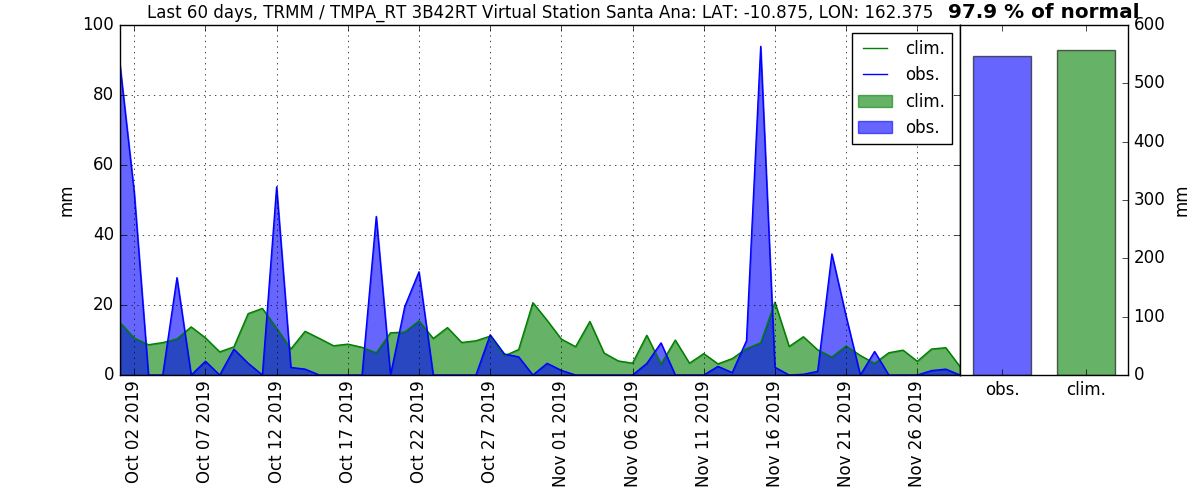 Last 60 days, TRMM / TMPA_RT 3B42RT Virtual Station Santa Ana: LAT: -10.875, LON: 162.375 97.9 % of normal
100
80
60
40
20
0
mm
clim.
obs.
clim.
obs.
600
500
400
300
200
100
0
mm
obs. clim.
Oct 02 2019
Oct 07 2019
Oct 12 2019
Oct 17 2019
Oct 22 2019
Oct 27 2019
Nov 01 2019
Nov 06 2019
Nov 11 2019
Nov 16 2019
Nov 21 2019
Nov 26 2019